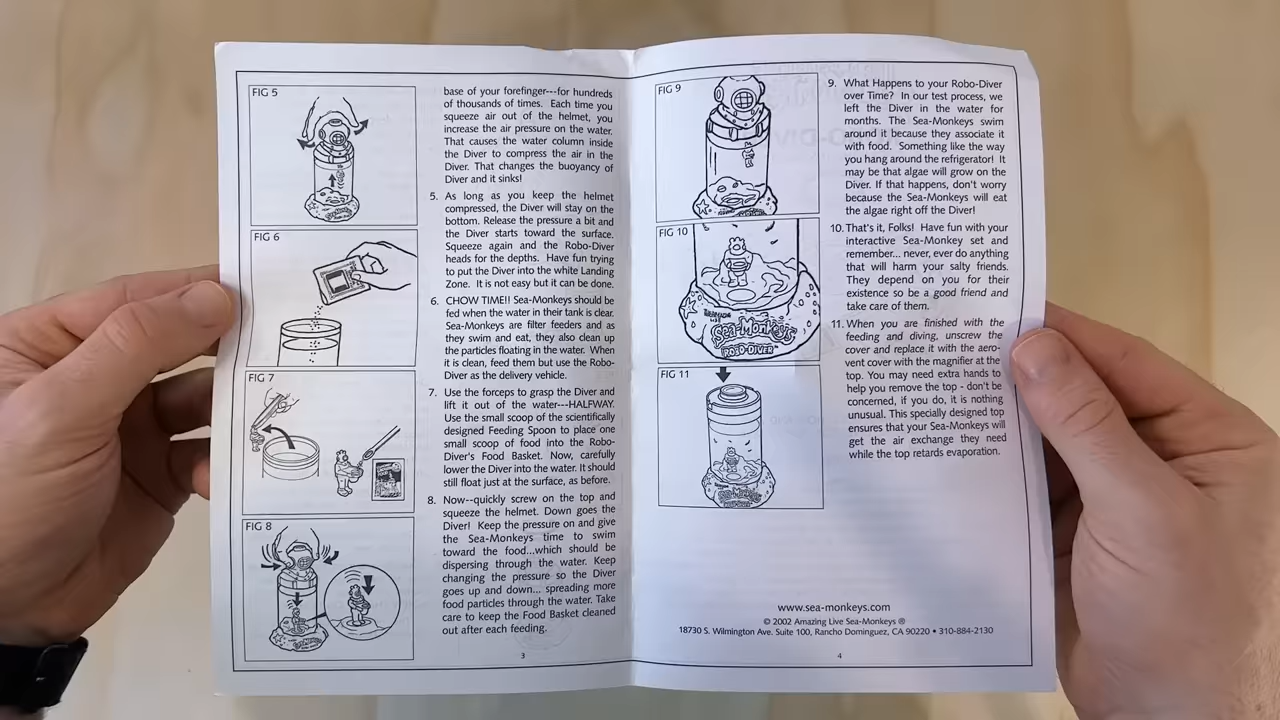 FIG 5
FIG 6
FIG 7
FIG 8
base of your forefinger---for hundreds
of thousands of times. Each time you
squeeze air out of the helmet, you
increase the air pressure on the water.
That causes the water column inside
the Diver to compress the air in the
Diver. That changes the buoyancy of
Diver and it sinks!
5. As long as you keep the helmet
compressed, the Diver will stay on the
bottom. Release the pressure a bit and
the Diver starts toward the surface.
Squeeze again and the Robo-Diver
heads for the depths. Have fun trying
to put the Diver into the white Landing
Zone. It is not easy but it can be done.
6. CHOW TIME!! Sea-Monkeys should be
fed when the water in their tank is clear.
Sea-Monkeys are filter feeders and as
they swim and eat, they also clean up
the particles floating in the water. When
it is clean, feed them but use the Robo-
Diver as the delivery vehicle.
7. Use the forceps to grasp the Diver and
lift it out of the water---HALFWAY.
Use the small scoop of the scientifically
designed Feeding Spoon to place one
small scoop of food into the Robo-
Diver's Food Basket. Now, carefully
lower the Diver into the water. It should
still float just at the surface, as before.
8. Now--quickly screw on the top and
squeeze the helmet. Down goes the
Diver! Keep the pressure on and give
the Sea-Monkeys time to swim
toward the food...which should be
dispersing through the water. Keep
changing the pressure so the Diver
goes up and down... spreading more
food particles through the water. Take
care to keep the Food Basket cleaned
out after each feeding.
3
FIG 9
FIG 10
Sea-Monkeys
ROBO-DIVER
FIG 11
9. What Happens to your Robo-Diver
over Time? In our test process, we
left the Diver in the water for
months. The Sea-Monkeys swim
around it because they associate it
with food. Something like the way
you hang around the refrigerator! It
may be that algae will grow on the
Diver. If that happens, don't worry
because the Sea-Monkeys will eat
the algae right off the Diver!
10. That's it, Folks! Have fun with your
interactive Sea-Monkey set and
remember... never, ever do anything
that will harm your salty friends.
They depend on you for their
existence so be a good friend and
take care of them.
11. When you are finished with the
feeding and diving, unscrew the
cover and replace it with the aero-
vent cover with the magnifier at the
top. You may need extra hands to
help you remove the top - don't be
concerned, if you do, it is nothing
unusual. This specially designed top
ensures that your Sea-Monkeys will
get the air exchange they need
while the top retards evaporation.
www.sea-monkeys.com
© 2002 Amazing Live Sea-Monkeys ®
18730 S. Wilmington Ave. Suite 100, Rancho Dominguez, CA 90220 • 310-884-2130
4